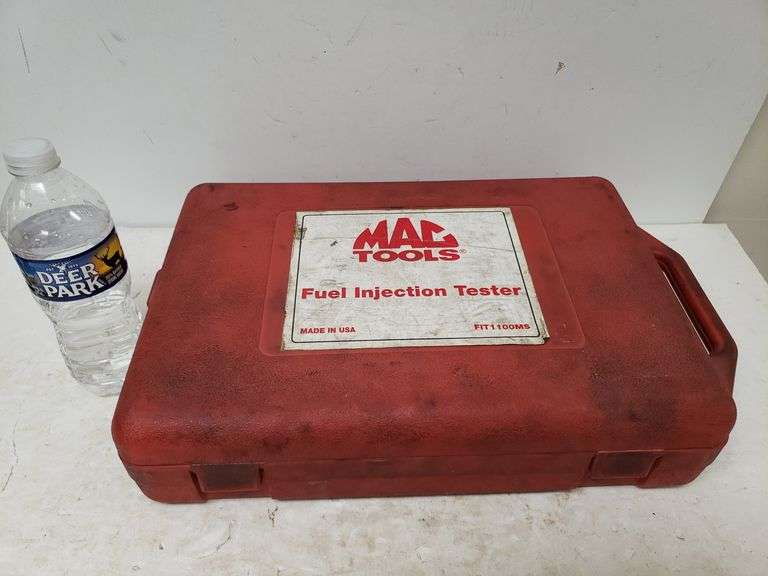 MAC
TOOLS®
Fuel Injection Tester
MADE IN USA
FIT1100MS
DEER
PARK